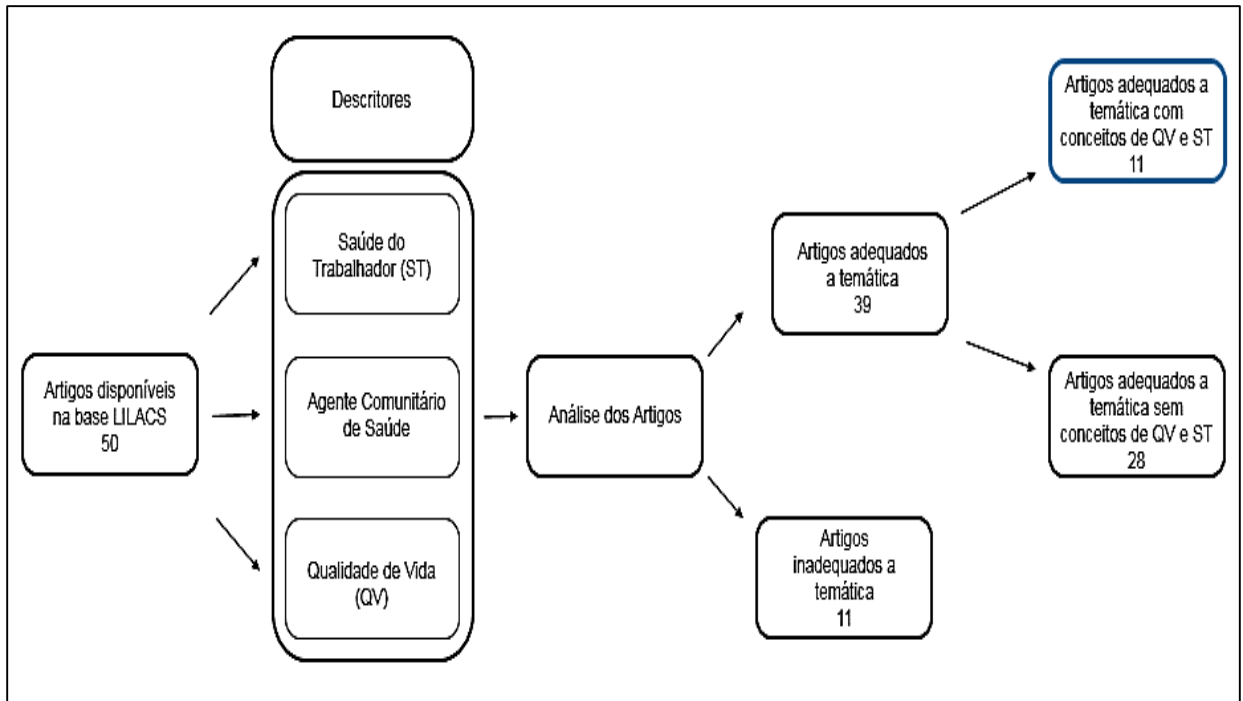 Artigos disponíveis
na base LILACS
50
Descritores
Saúde do
Trabalhador (ST)
Agente Comunitário
de Saúde
Qualidade de Vida
(QV)
Análise dos Artigos
Artigos adequados
a temática
39
Artigos
inadequados a
temática
11
Artigos adequados a
temática com
conceitos de QV e ST
11
Artigos adequados a
temática sem
conceitos de QV e ST
28